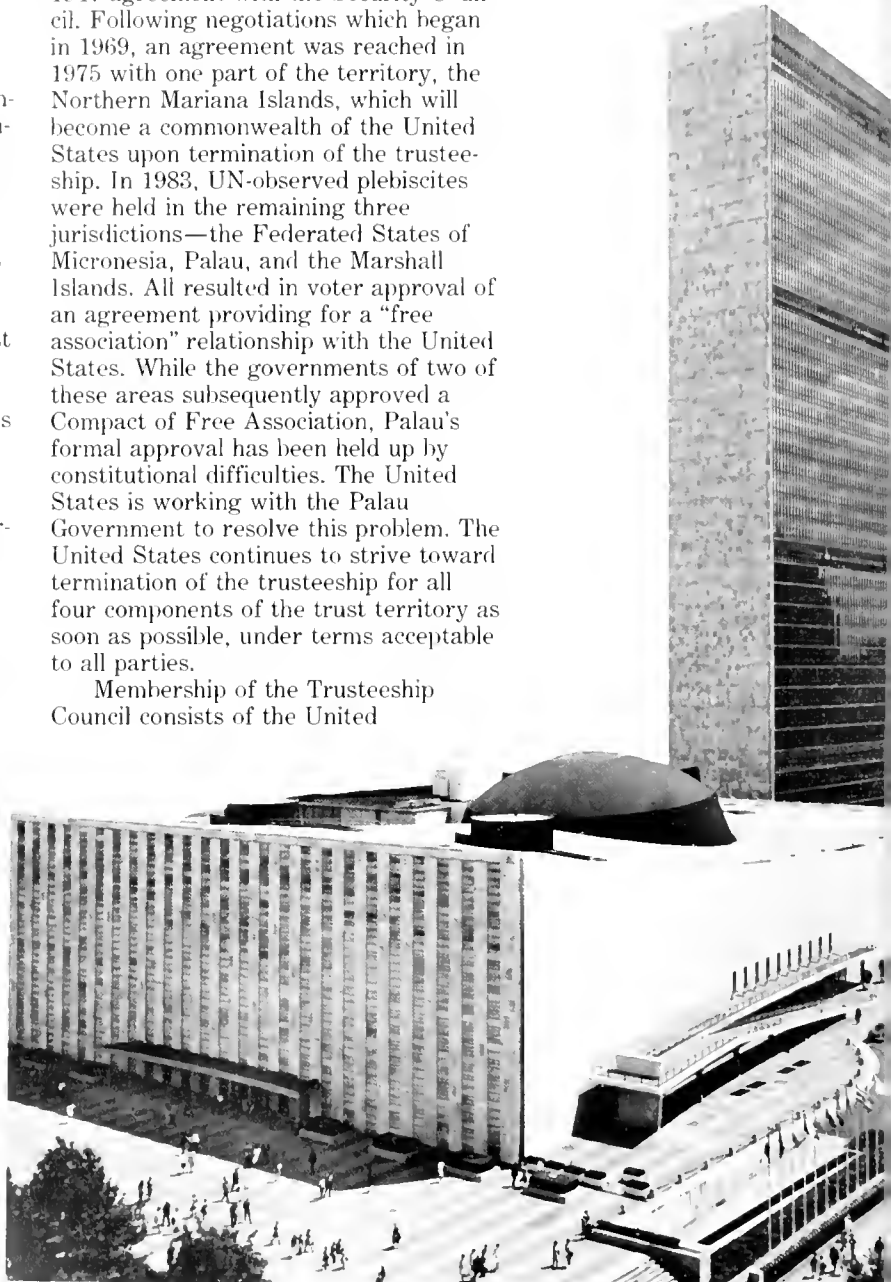 agreement with the Security Coun-
cil. Following negotiations which began
in 1969, an agreement was reached in
1975 with one part of the territory, the
Northern Mariana Islands, which will
become a commonwealth of the United
States upon termination of the trustee-
ship. In 1983, UN-observed plebiscites
were held in the remaining three
jurisdictions—the Federated States of
Micronesia, Palau, and the Marshall
Islands. All resulted in voter approval of
an agreement providing for a “free
association” relationship with the United
States. While the governments of two of
these areas subsequently approved a
Compact of Free Association, Palau's
formal approval has been held up by
constitutional difficulties. The United
States is working with the Palau
Government to resolve this problem. The
United States continues to strive toward
termination of the trusteeship for all
four components of the trust territory as
soon as possible, under terms acceptable
to all parties.
Membership of the Trusteeship
Council consists of the United